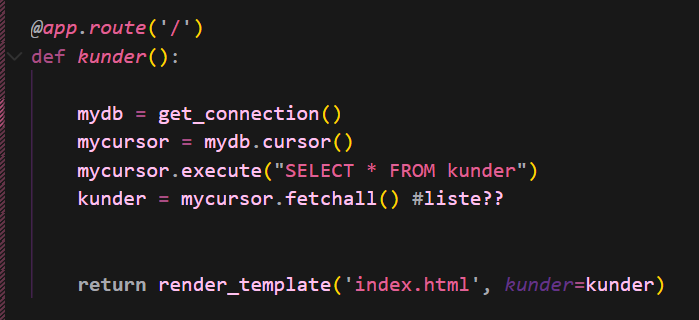 @app.route('/')
def kunder():
mydb = get_connection()
mycursor = mydb.cursor()
mycursor.execute("SELECT * FROM kunder")
kunder = mycursor.fetchall() #liste??
return render_template('index.html', kunder=kunder)